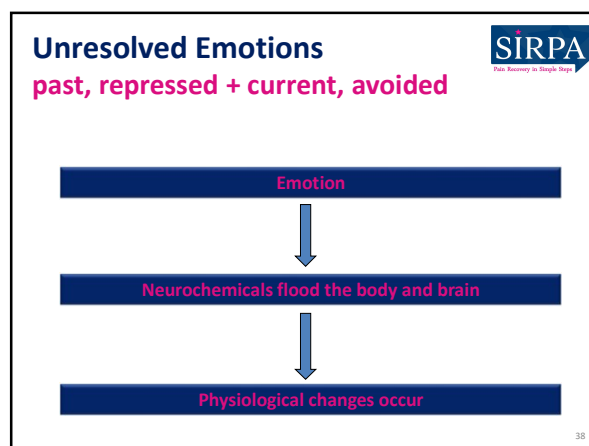 Unresolved Emotions
past, repressed + current, avoided
SiRPA
Pain Recovery in Simple Steps
Emotion
Neurochemicals flood the body and brain
Physiological changes occur
38